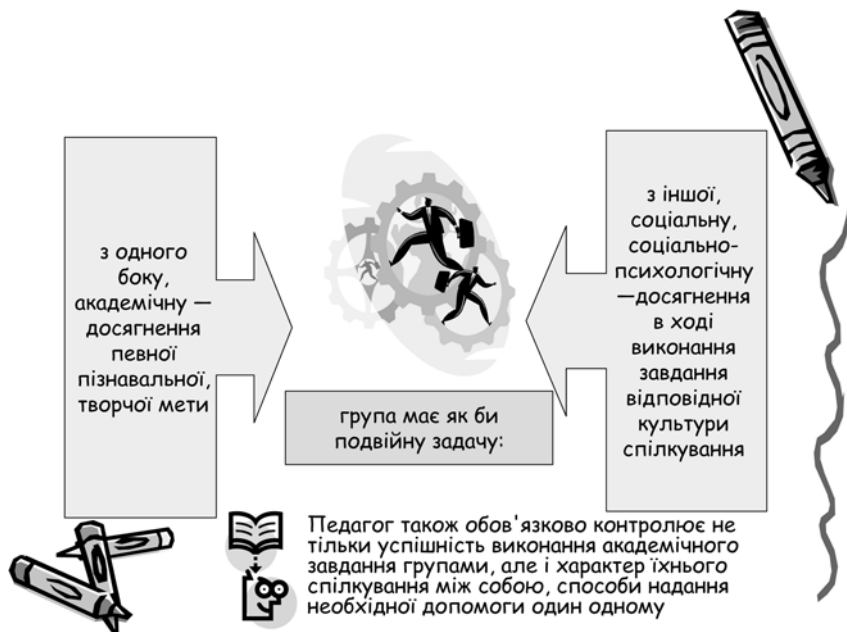 з одного
боку,
академічну —
досягнення
певної
пізнавальної,
творчої мети
група має як би
подвійну задачу:
з іншої,
соціальну,
соціально-
психологічну
—досягнення
в ході
виконання
завдання
відповідної
культури
спілкування
Педагог також обов'язково контролює не
тільки успішність виконання академічного
завдання групами, але і характер їхнього
спілкування між собою, способи надання
необхідної допомоги один одному